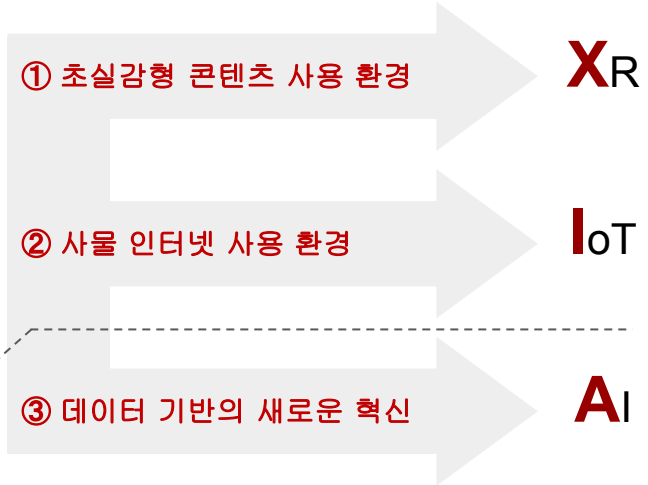 ① 초실감형 콘텐츠 사용 환경 XR
② 사물 인터넷 사용 환경 IoT
③ 데이터 기반의 새로운 혁신 AI